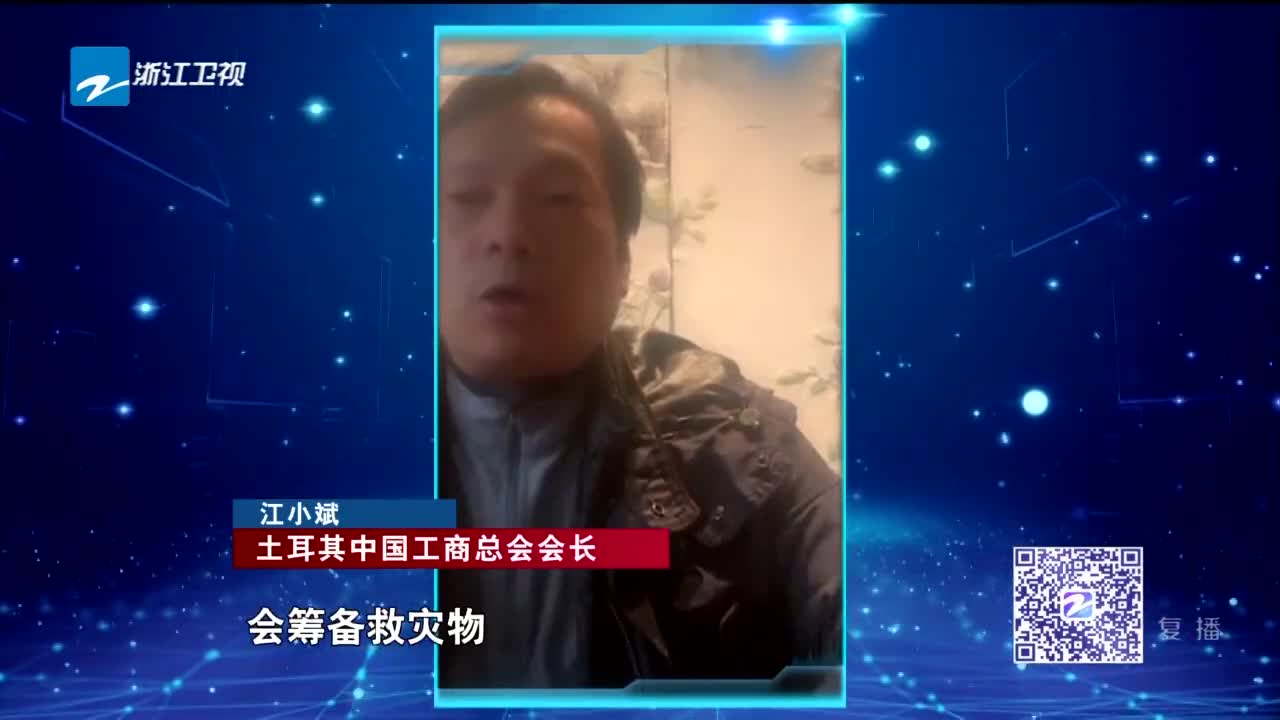 浙江卫视
江小斌
土耳其中国工商总会会长
会筹备救灾物
复播